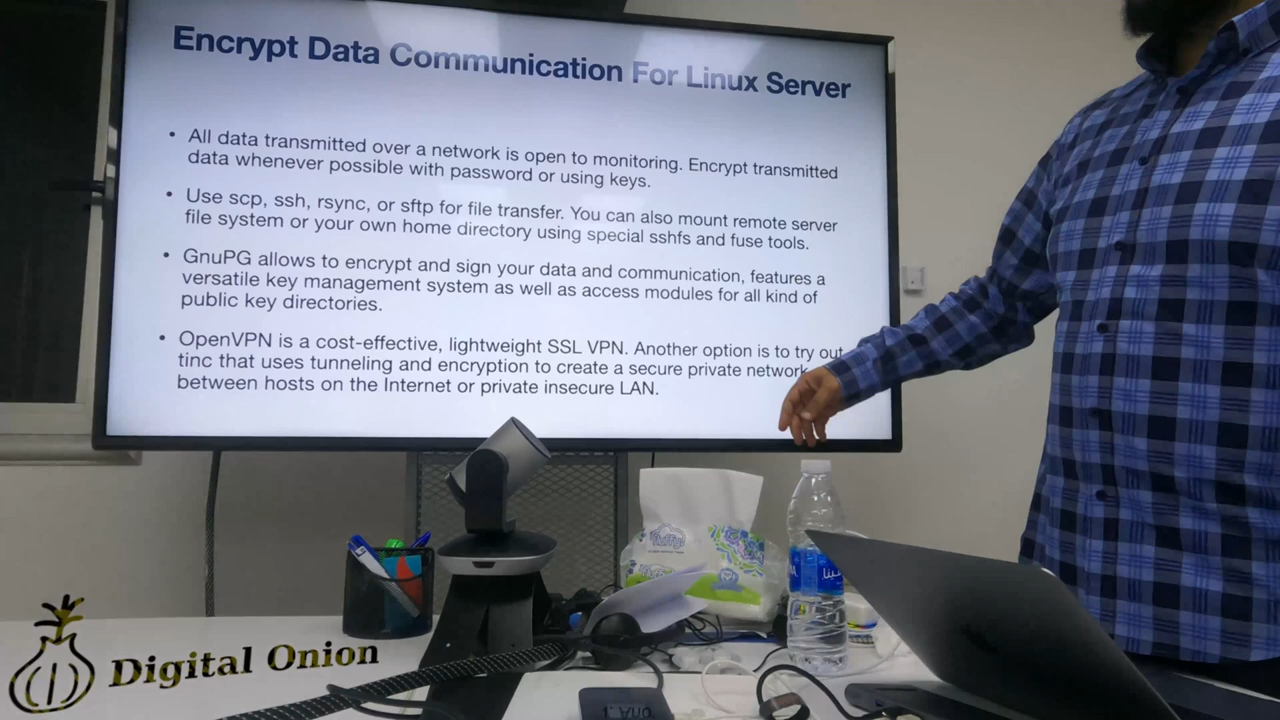 Encrypt Data Communication For Linux Server
• All data transmitted over a network is open to monitoring. Encrypt transmitted
data whenever possible with password or using keys.
• Use scp, ssh, rsync, or sftp for file transfer. You can also mount remote server
file system or your own home directory using special sshfs and fuse tools.
• GnuPG allows to encrypt and sign your data and communication, features a
versatile key management system as well as access modules for all kind of
public key directories.
• OpenVPN is a cost-effective, lightweight SSL VPN. Another option is to try out
tinc that uses tunneling and encryption to create a secure private network
between hosts on the Internet or private insecure LAN.
fluffy
Digital Onion